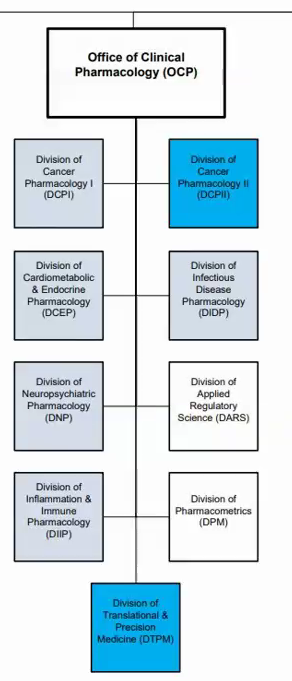 Office of Clinical
Pharmacology (OCP)
Division of
Cancer
Pharmacology I
(DCPI)
Division of
Cancer
Pharmacology II
(DCPII)
Division of
Cardiometabolic
& Endocrine
Pharmacology
(DCEP)
Division of
Infectious
Disease
Pharmacology
(DIDP)
Division of
Neuropsychiatric
Pharmacology
(DNP)
Division of
Applied
Regulatory
Science (DARS)
Division of
Inflammation &
Immune
Pharmacology
(DIIP)
Division of
Pharmacometrics
(DPM)
Division of
Translational &
Precision
Medicine (DTPM)